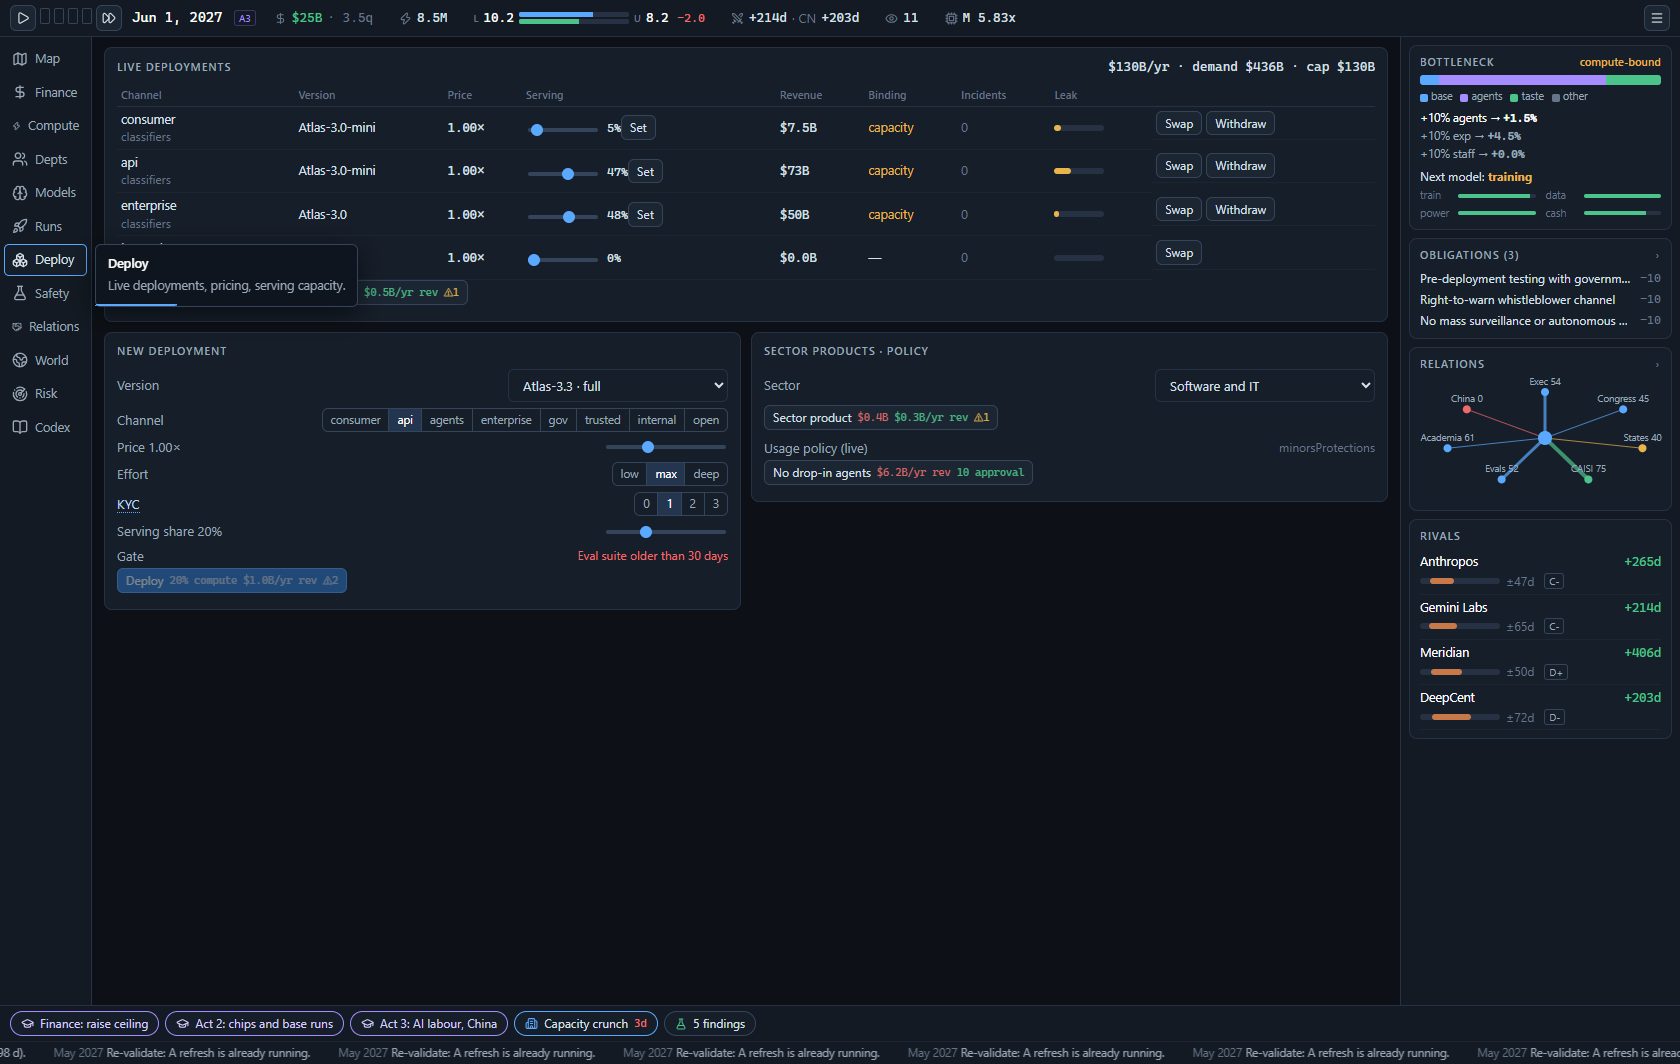 Jun 1, 2027 A3 $ $25B · 3.5q 8.5M L 10.2 U 8.2 −2.0 +214d · CN +203d 11 M 5.83x
Map
Finance
Compute
Depts
Models
Runs
Deploy
Safety
Relations
World
Risk
Codex
LIVE DEPLOYMENTS $130B/yr · demand $436B · cap $130B
Channel Version Price Serving Revenue Binding Incidents Leak
consumer
classifiers
Atlas-3.0-mini 1.00× 5% Set $7.5B capacity 0 Swap Withdraw
api
classifiers
Atlas-3.0-mini 1.00× 47% Set $73B capacity 0 Swap Withdraw
enterprise
classifiers
Atlas-3.0 1.00× 48% Set $50B capacity 0 Swap Withdraw
1.00× 0% $0.0B — 0 Swap
Deploy
Live deployments, pricing, serving capacity.
$0.5B/yr rev ⚠1
NEW DEPLOYMENT
Version Atlas-3.3 · full
Channel consumer api agents enterprise gov trusted internal open
Price 1.00×
Effort low max deep
KYC 0 1 2 3
Serving share 20%
Gate Eval suite older than 30 days
Deploy 20% compute $1.0B/yr rev ⚠2
SECTOR PRODUCTS · POLICY
Sector Software and IT
Sector product $0.4B $0.3B/yr rev ⚠1
Usage policy (live) minorsProtections
No drop-in agents $6.2B/yr rev 10 approval
BOTTLENECK compute-bound
base agents taste other
+10% agents → +1.5%
+10% exp → +4.5%
+10% staff → +0.0%
Next model: training
train data
power cash
OBLIGATIONS (3) ›
Pre-deployment testing with governm... −10
Right-to-warn whistleblower channel −10
No mass surveillance or autonomous ... −10
RELATIONS ›
Exec 54
China 0 Congress 45
Academia 61 States 40
Evals 52 CAISI 75
RIVALS
Anthropos +265d
±47d C-
Gemini Labs +214d
±65d C-
Meridian +406d
±50d D+
DeepCent +203d
±72d D-
Finance: raise ceiling Act 2: chips and base runs Act 3: AI labour, China Capacity crunch 3d 5 findings
98 d). May 2027 Re-validate: A refresh is already running. May 2027 Re-validate: A refresh is already running. May 2027 Re-validate: A refresh is already running. May 2027 Re-validate: A refresh is already running. May 2027 Re-validate: A refresh is already running. May 2027 Re-validate: A refresh is already